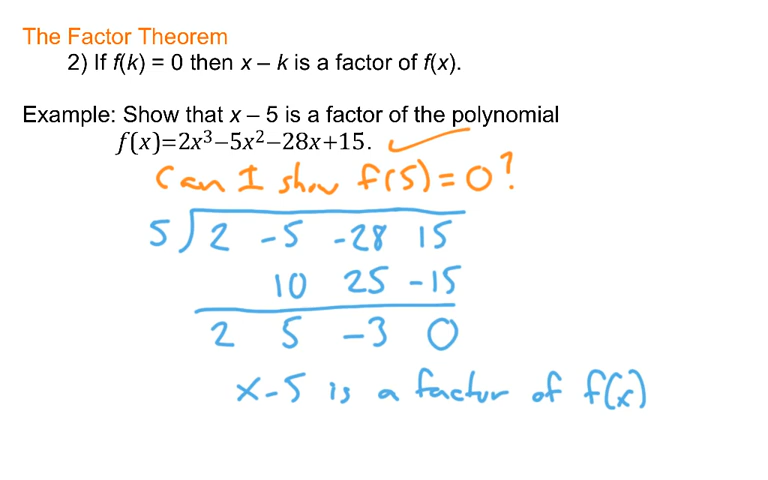 The Factor Theorem
2) If f(k) = 0 then x – k is a factor of f(x).
Example: Show that x – 5 is a factor of the polynomial
f(x)=2x³–5x²–28x+15. ✓
Can I show f(5)=0?
5 2 -5 -28 15
10 25 -15
2 5 -3 0
x-5 is a factor of f(x)